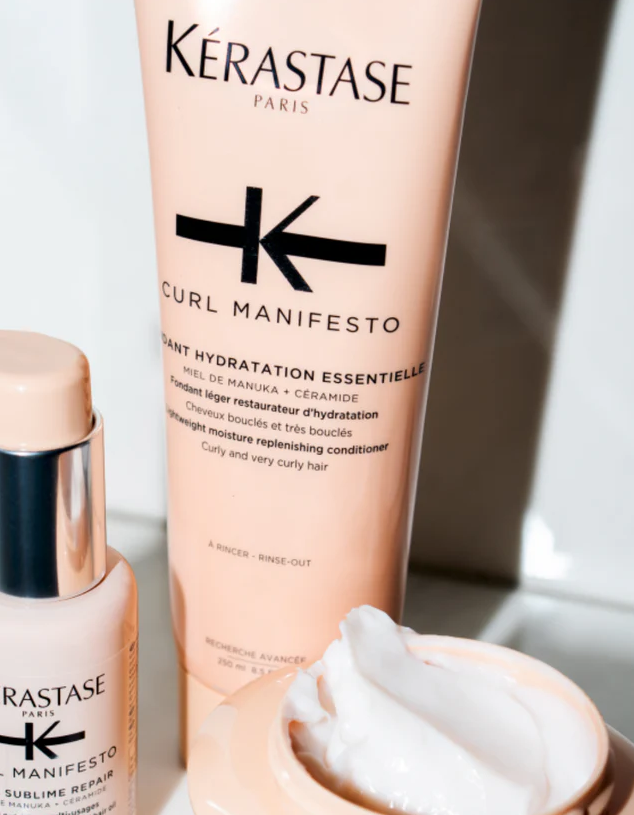 KÉRASTASE
PARIS
CURL MANIFESTO
HYDRATATION ESSENTIELLE
MIEL DE MANUKA + CÉRAMIDE
Fondant léger restaurateur d'hydratation
Cheveux bouclés et très bouclés
moisture replenishing conditioner
Curly and very curly hair
À RINCER - RINSE-OUT
RECHERCHE AVANCÉE
250 ml
RASTASE
PARIS
MANIFESTO
SUBLIME REPAIR
MANUKA + CÉRAMIDE
hair oil